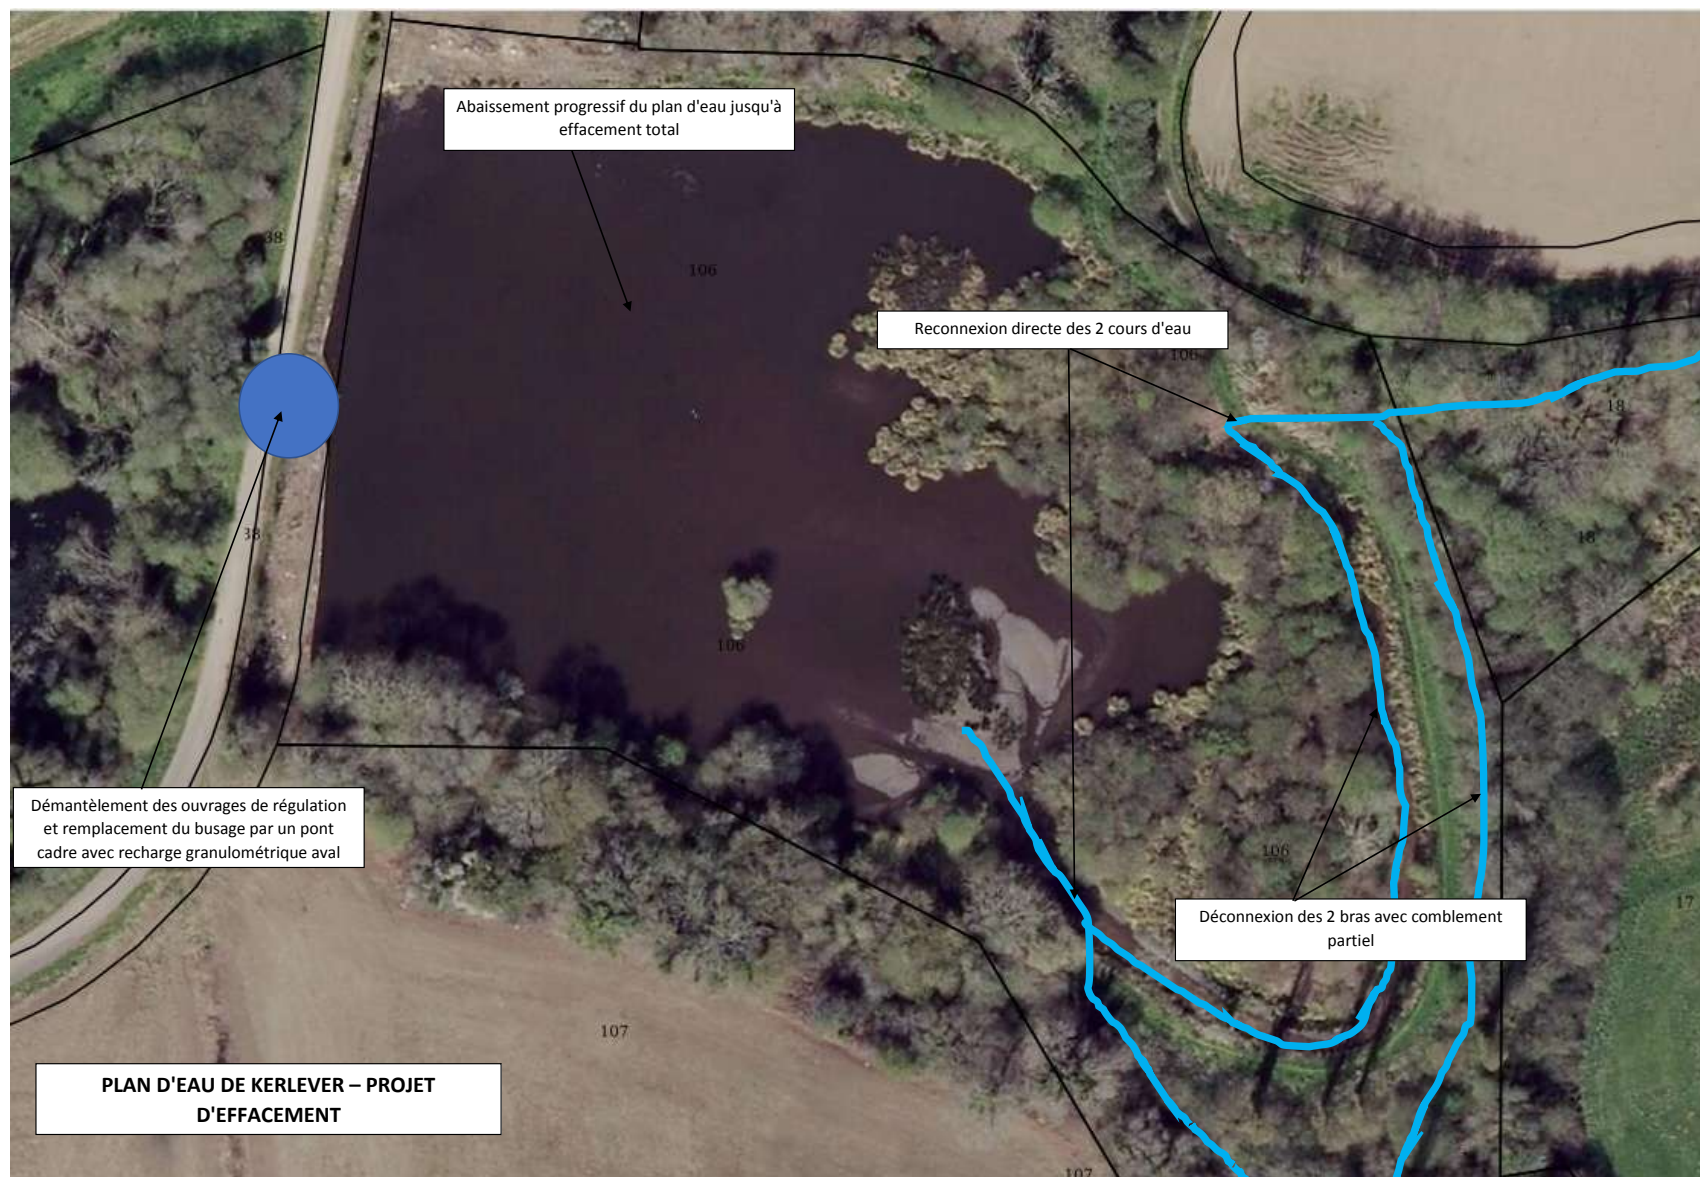 Abaissement progressif du plan d'eau jusqu'à
effacement total
38
106
Reconnexion directe des 2 cours d'eau
106
18
38
18
106
Démantèlement des ouvrages de régulation
et remplacement du busage par un pont
cadre avec recharge granulométrique aval
106
17
Déconnexion des 2 bras avec comblement
partiel
107
PLAN D'EAU DE KERLEVER – PROJET
D'EFFACEMENT
107